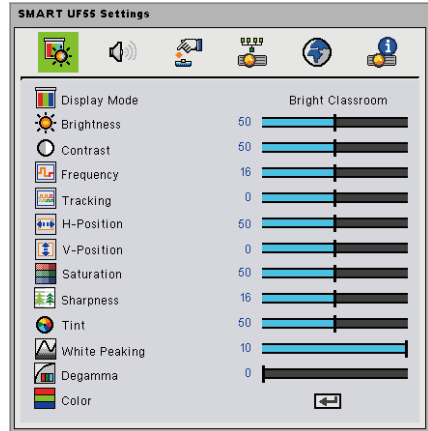 SMART UF55 Settings
Display Mode Bright Classroom
Brightness 50
Contrast 50
Frequency 16
Tracking 0
H-Position 50
V-Position 0
Saturation 50
Sharpness 16
Tint 50
White Peaking 10
Degamma 0
Color